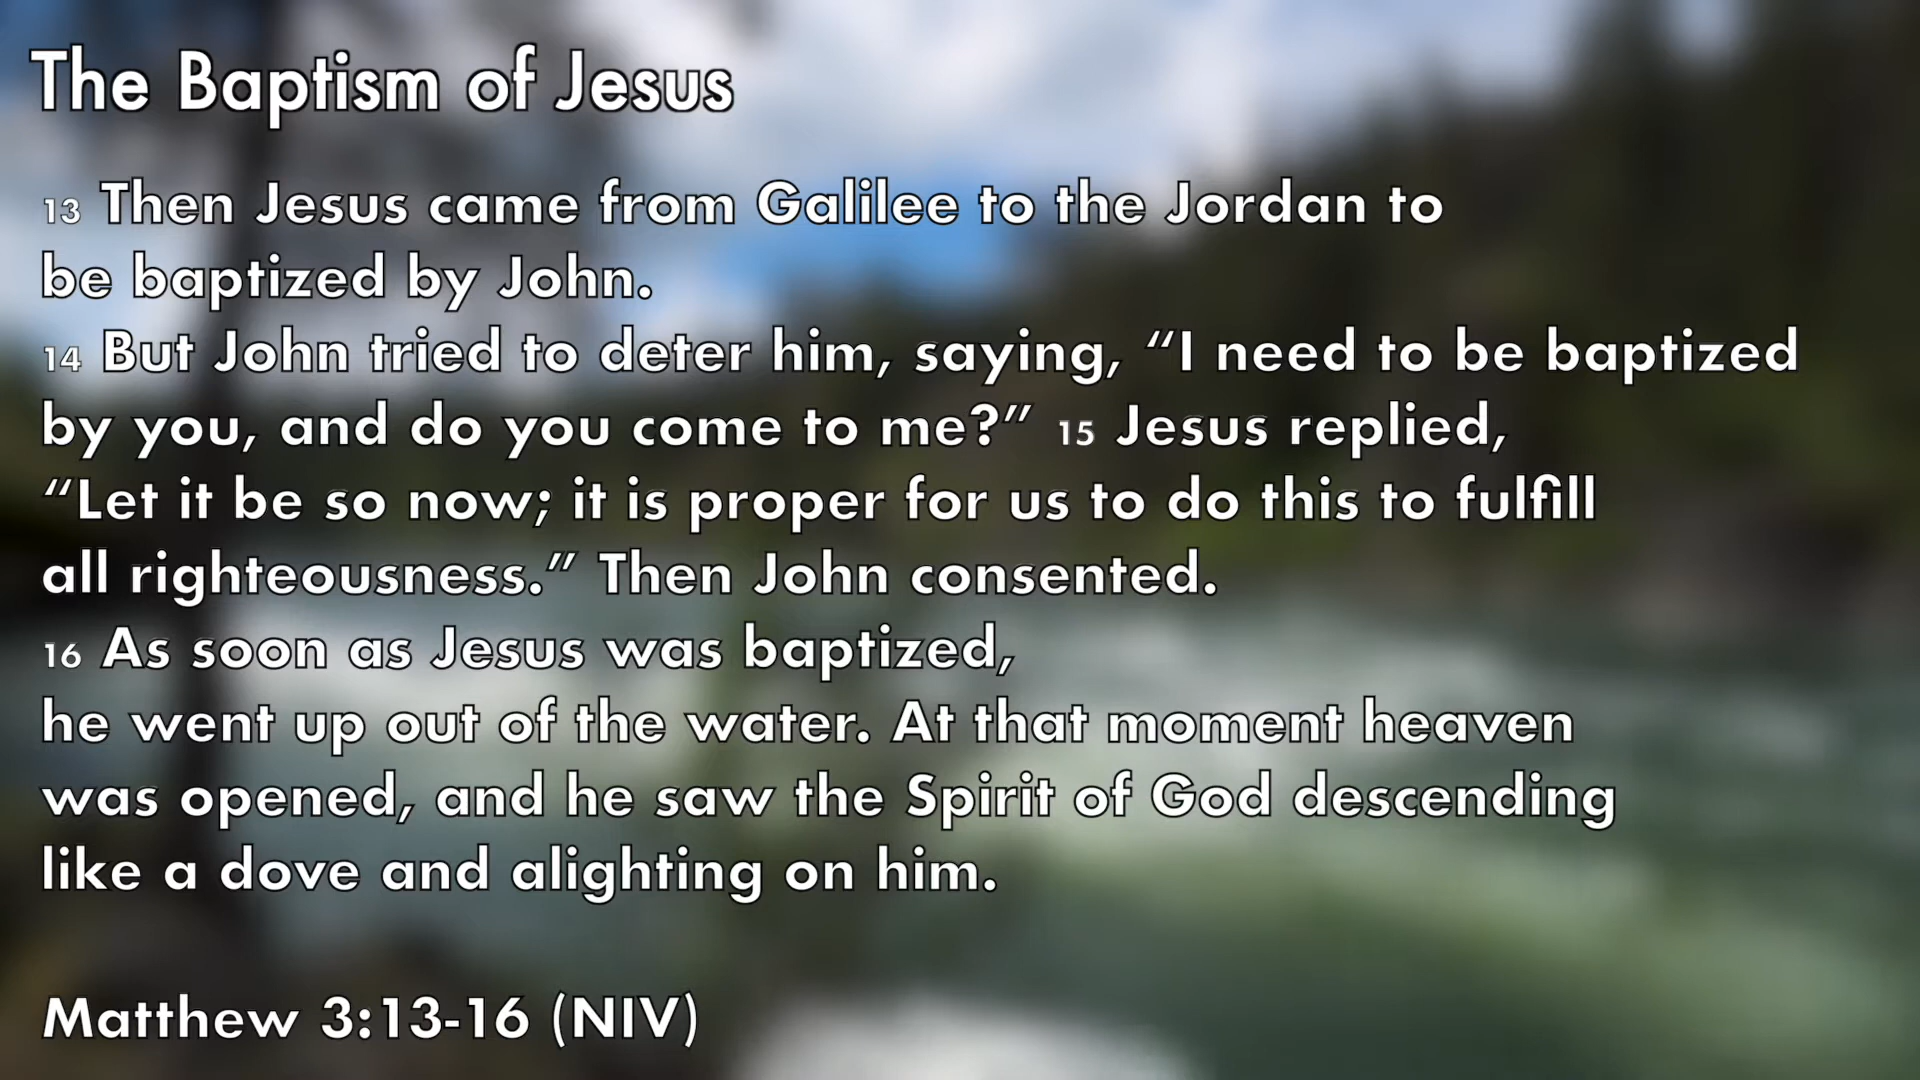 The Baptism of Jesus
13 Then Jesus came from Galilee to the Jordan to
be baptized by John.
14 But John tried to deter him, saying, “I need to be baptized
by you, and do you come to me?” 15 Jesus replied,
“Let it be so now; it is proper for us to do this to fulfill
all righteousness.” Then John consented.
16 As soon as Jesus was baptized,
he went up out of the water. At that moment heaven
was opened, and he saw the Spirit of God descending
like a dove and alighting on him.
Matthew 3:13-16 (NIV)